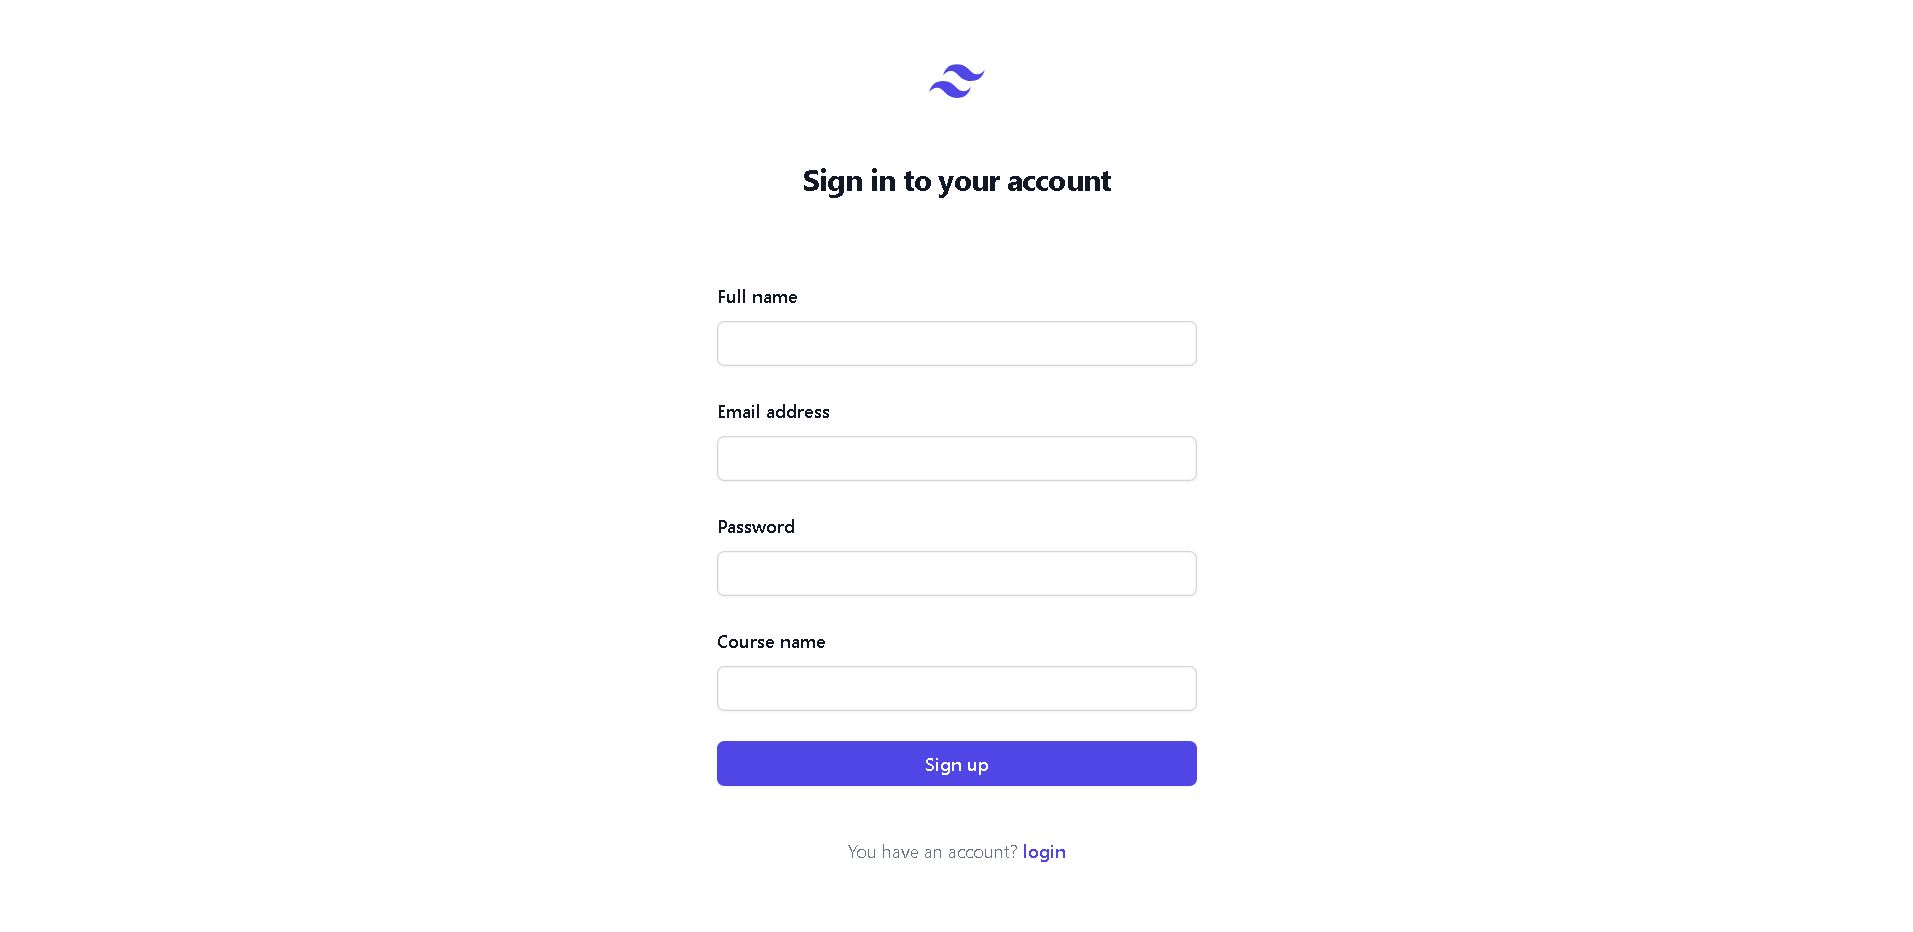 Sign in to your account
Full name
Email address
Password
Course name
Sign up
You have an account? login